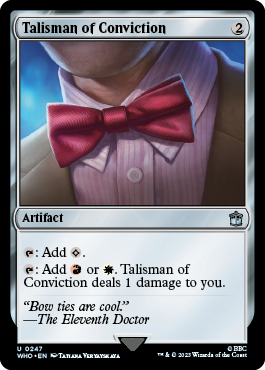 Talisman of Conviction 2
Artifact
: Add .
: Add or . Talisman of
Conviction deals 1 damage to you.
“Bow ties are cool.”
—The Eleventh Doctor
U 0247
WHO • EN Tatiana Veryayskaya
© BBC
™ & © 2023 Wizards of the Coast